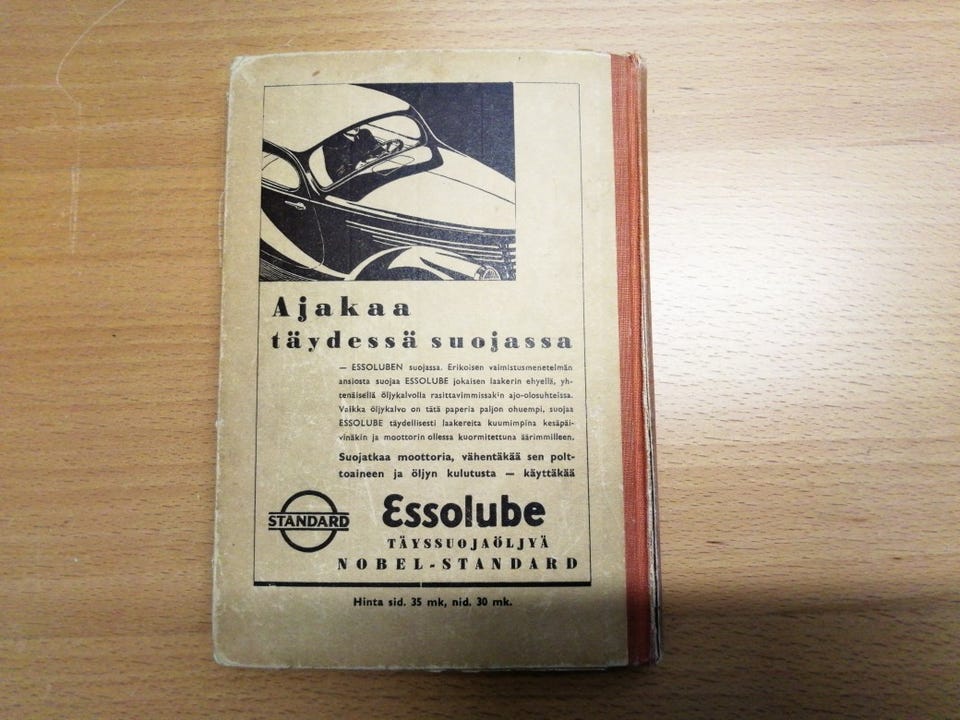 Ajakaa
täydessä suojassa
— ESSOLUBEN suojassa. Erikoisen valmistusmenetelmän
ansiosta suojaa ESSOLUBE jokaisen laakerin ehyellä, yh-
tenäisellä öljykalvolla rasittavimmissakin ajo-olosuhteissa.
Vaikka öljykalvo on tätä paperia paljon ohuempi, suojaa
ESSOLUBE täydellisesti laakereita kuumimpina kesäpäi-
vinäkin ja moottorin ollessa kuormitettuna äärimmilleen.
Suojatkaa moottoria, vähentäkää sen polt-
toaineen ja öljyn kulutusta — käyttäkää
STANDARD
Essolube
TÄYSSUOJAÖLJYÄ
NOBEL-STANDARD
Hinta sid. 35 mk, nid. 30 mk.